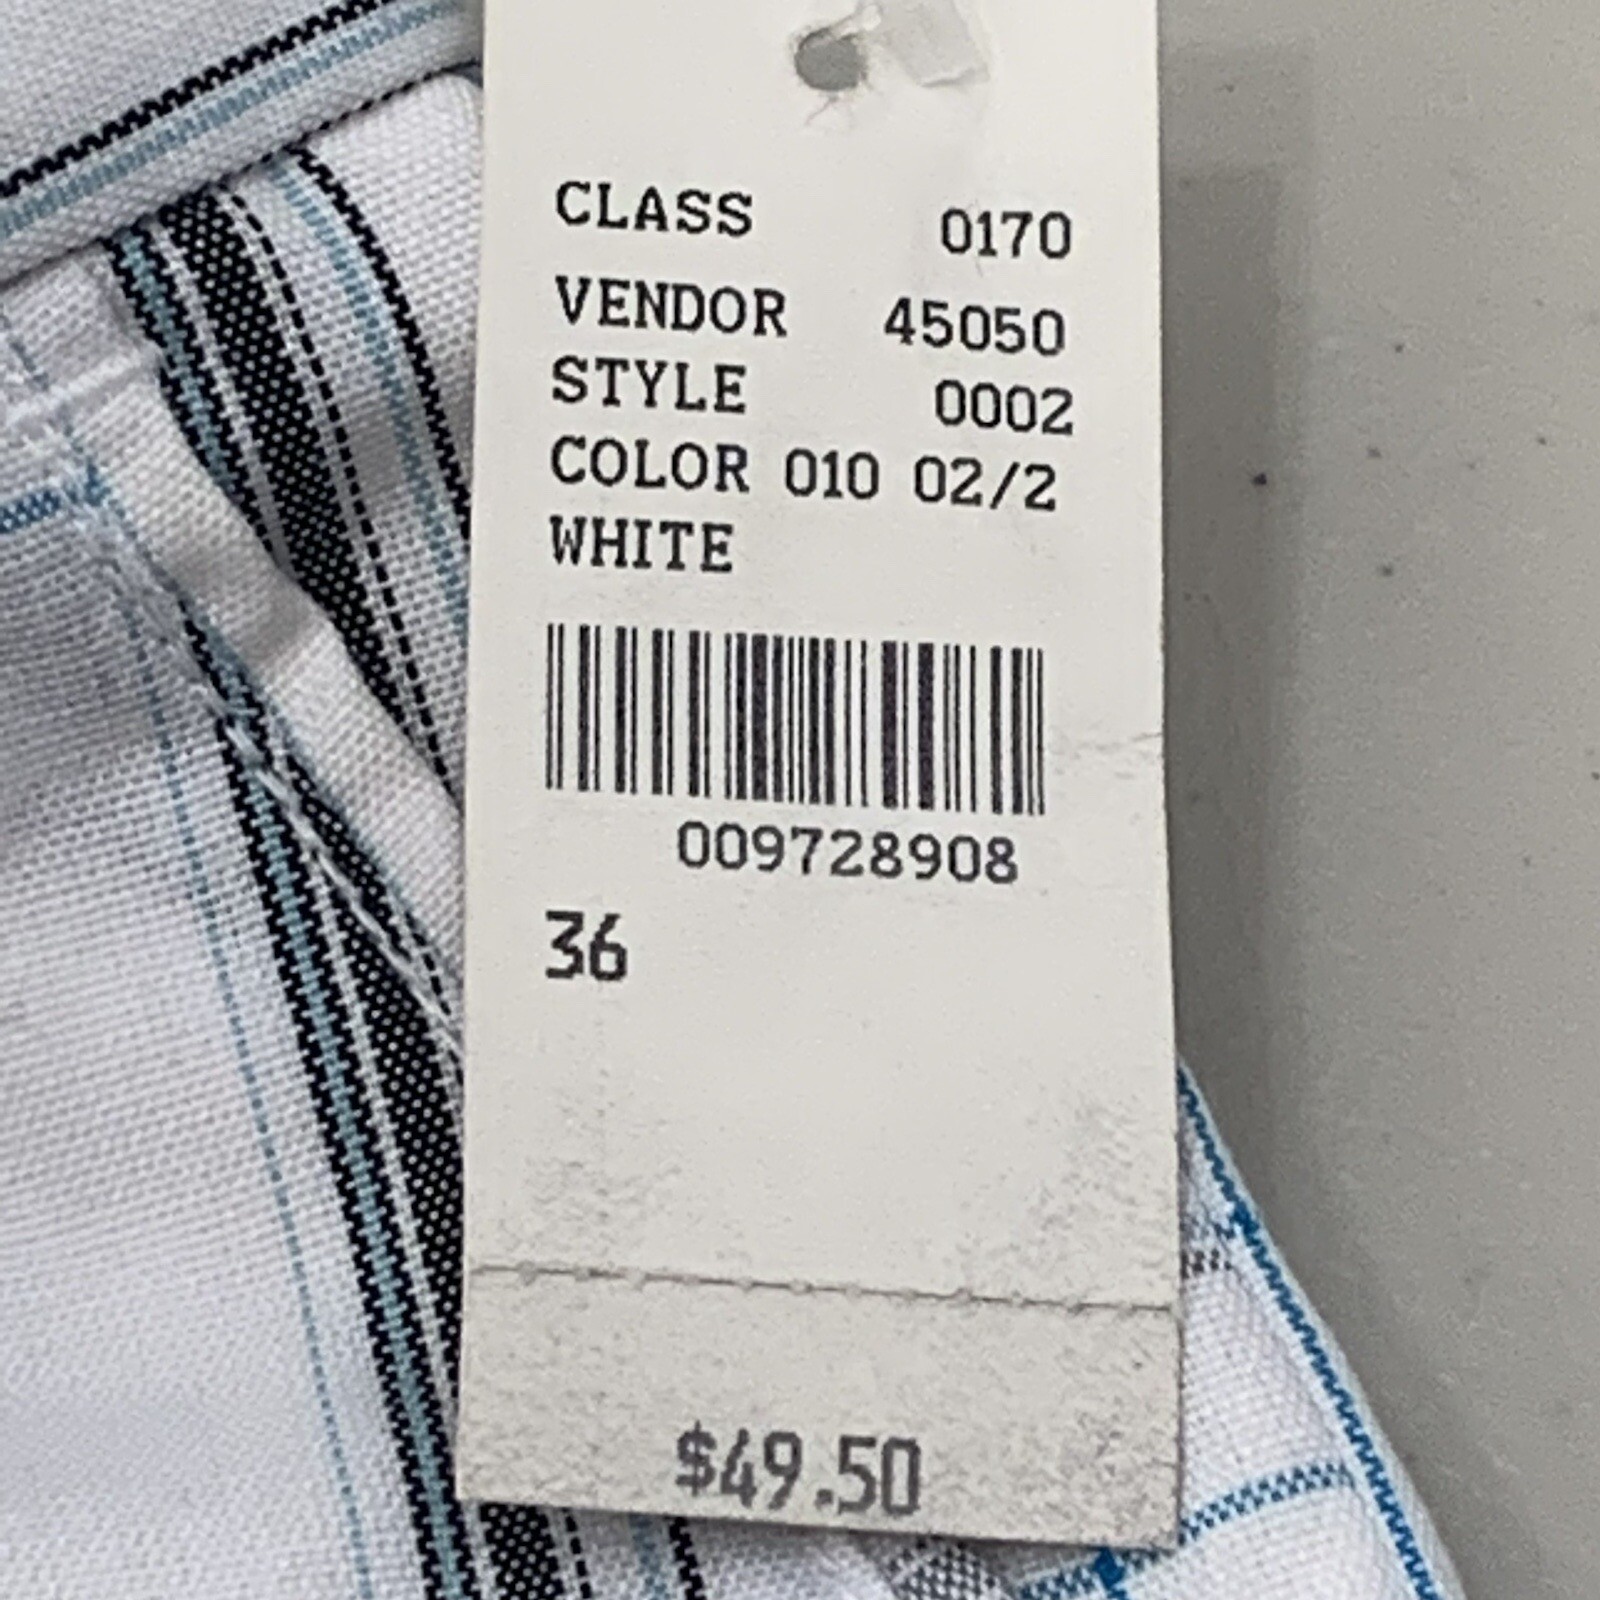 CLASS 0170
VENDOR 45050
STYLE 0002
COLOR 010 02/2
WHITE
009728908
36
$49.50